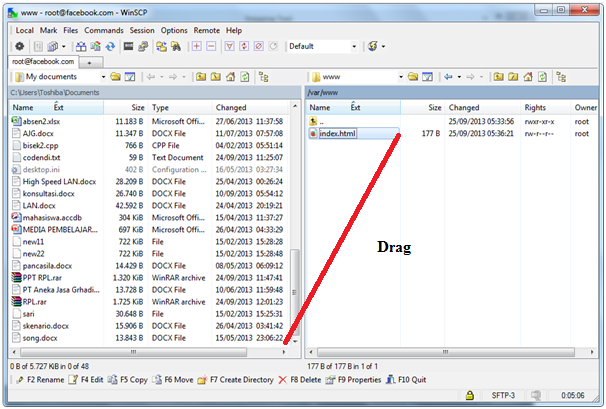 www - root@facebook.com - WinSCP
Local Mark Files Commands Session Options Remote Help
Default
root@facebook.com
My documents
www
C:\Users\Toshiba\Documents
/var/www
Name Ext Size Type Changed
Name Ext Size Changed Rights Owner
absen2.xlsx 11.183 B Microsoft Offi... 27/06/2013 11:37:58
AJG.docx 11.347 B DOCX File 11/07/2013 07:57:08
bisek2.cpp 766 B CPP File 04/02/2013 05:51:14
codendi.txt 59 B Text Document 24/09/2013 11:25:07
desktop.ini 402 B Configuration ... 16/05/2013 03:27:34
High Speed LAN.docx 28.209 B DOCX File 25/04/2013 00:06:24
konsultasi.docx 26.740 B DOCX File 10/09/2013 05:54:12
LAN.docx 42.592 B DOCX File 24/04/2013 20:19:21
mahasiswa.accdb 304 KiB Microsoft Offi... 15/04/2013 11:37:27
MEDIA PEMBELAJAR... 697 KiB Microsoft Offi... 26/04/2013 04:33:29
new11 722 KiB File 15/02/2013 15:28:28
new22 722 KiB File 15/02/2013 15:28:48
pancasila.docx 14.429 B DOCX File 08/05/2013 06:09:12
PPT RPL.rar 1.320 KiB WinRAR archive 24/09/2013 11:47:41
PT Aneka Jasa Grhadi... 13.728 B DOCX File 10/06/2013 11:59:48
RPL.rar 1.725 KiB WinRAR archive 24/09/2013 12:01:23
sari 30.648 B File 15/02/2013 15:25:31
skenario.docx 15.906 B DOCX File 26/04/2013 03:41:42
song.docx 13.843 B DOCX File 15/05/2013 23:06:22
.. 25/09/2013 05:33:56 rwxr-xr-x root
index.html 177 B 25/09/2013 05:36:21 rw-r--r-- root
Drag
0 B of 5.727 KiB in 0 of 48
177 B of 177 B in 1 of 1
F2 Rename F4 Edit F5 Copy F6 Move F7 Create Directory F8 Delete F9 Properties F10 Quit
SFTP-3 0:05:06